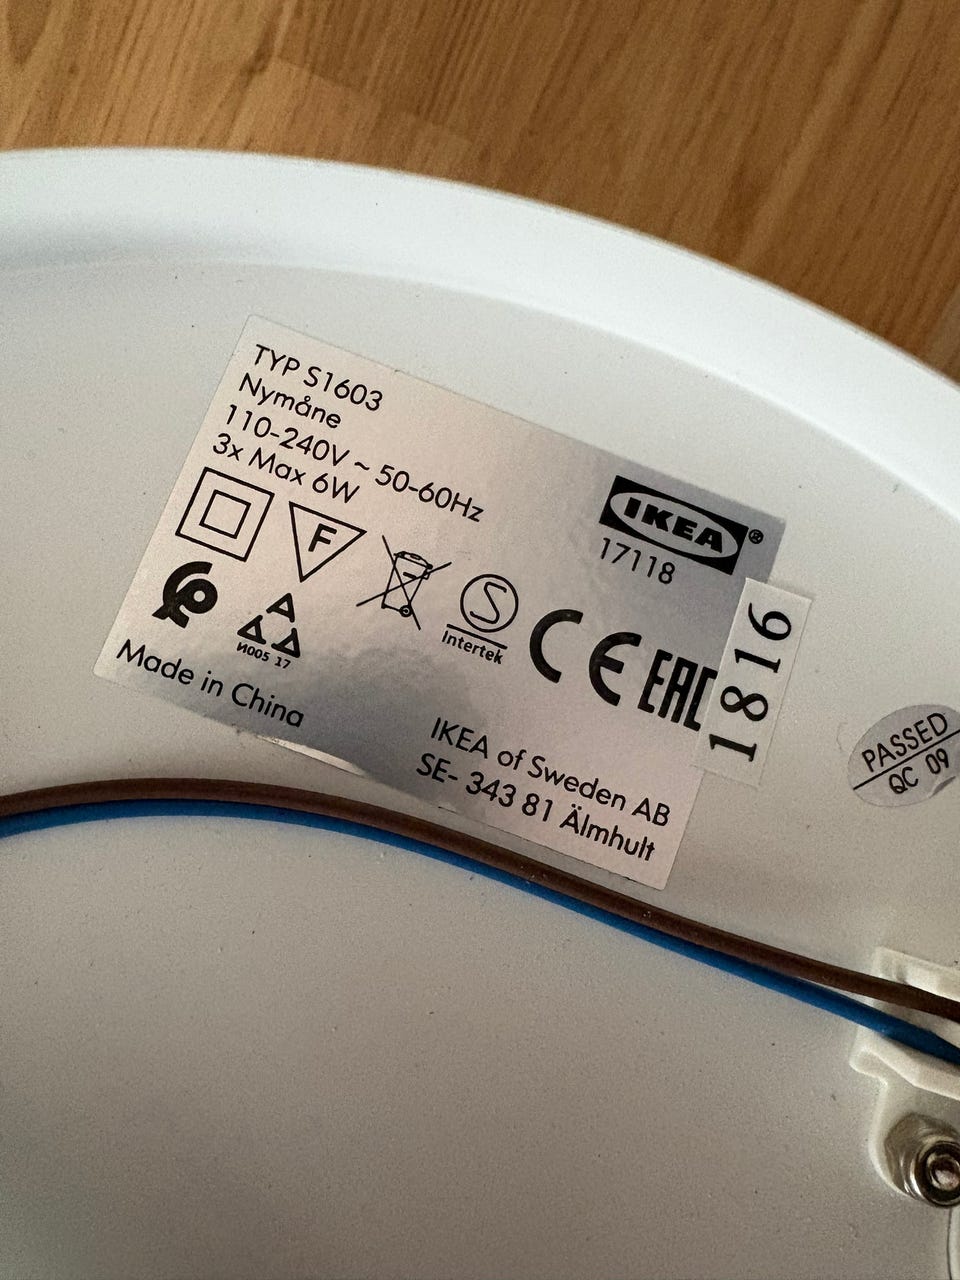 TYP S1603
Nymåne
110-240V ~ 50-60Hz
3x Max 6W
IKEA®
17118
F
S
Intertek
CE
EAC
И005 17
Made in China
IKEA of Sweden AB
SE- 343 81 Älmhult
1816
PASSED
QC 09